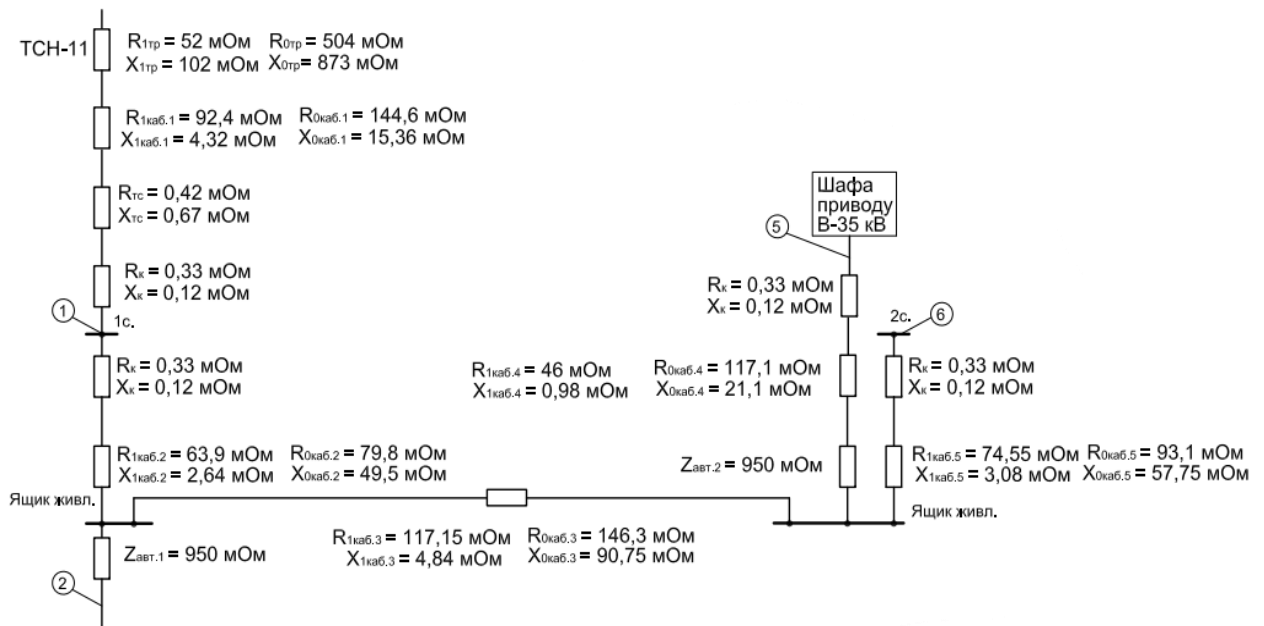 ТСН-11
R1тр = 52 мОм R0тр = 504 мОм
X1тр = 102 мОм X0тр = 873 мОм
R1каб.1 = 92,4 мОм R0каб.1 = 144,6 мОм
X1каб.1 = 4,32 мОм X0каб.1 = 15,36 мОм
Rтс = 0,42 мОм
Xтс = 0,67 мОм
Rк = 0,33 мОм
Xк = 0,12 мОм
1
1с.
Rк = 0,33 мОм
Xк = 0,12 мОм
R1каб.2 = 63,9 мОм R0каб.2 = 79,8 мОм
X1каб.2 = 2,64 мОм X0каб.2 = 49,5 мОм
Ящик живл.
Zавт.1 = 950 мОм
2
R1каб.3 = 117,15 мОм R0каб.3 = 146,3 мОм
X1каб.3 = 4,84 мОм X0каб.3 = 90,75 мОм
Шафа
приводу
В-35 кВ
5
Rк = 0,33 мОм
Xк = 0,12 мОм
R1каб.4 = 46 мОм R0каб.4 = 117,1 мОм
X1каб.4 = 0,98 мОм X0каб.4 = 21,1 мОм
Zавт.2 = 950 мОм
2с.
6
Rк = 0,33 мОм
Xк = 0,12 мОм
R1каб.5 = 74,55 мОм R0каб.5 = 93,1 мОм
X1каб.5 = 3,08 мОм X0каб.5 = 57,75 мОм
Ящик живл.